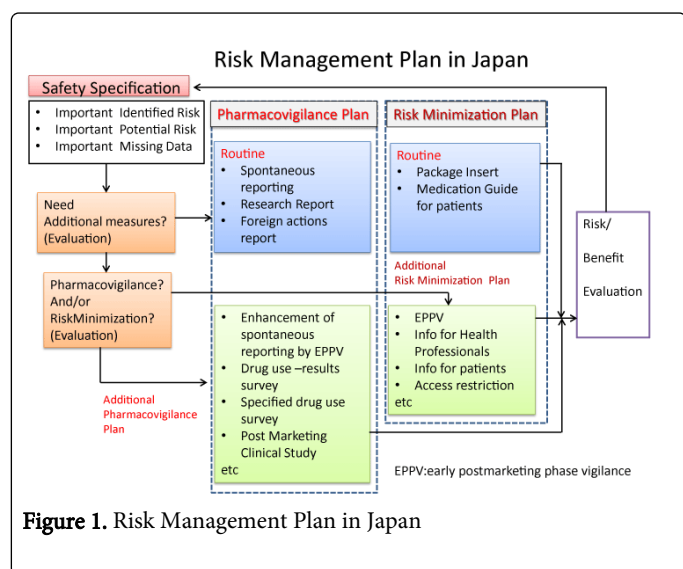 Risk Management Plan in Japan
Safety Specification
• Important Identified Risk
• Important Potential Risk
• Important Missing Data
Need
Additional measures?
(Evaluation)
Pharmacovigilance?
And/or
RiskMinimization?
(Evaluation)
Additional
Pharmacovigilance
Plan
Pharmacovigilance Plan
Routine
• Spontaneous
reporting
• Research Report
• Foreign actions
report
• Enhancement of
spontaneous
reporting by EPPV
• Drug use –results
survey
• Specified drug use
survey
• Post Marketing
Clinical Study
etc
Risk Minimization Plan
Routine
• Package Insert
• Medication Guide
for patients
Additional
Risk Minimization Plan
• EPPV
• Info for Health
Professionals
• Info for patients
• Access restriction
etc
Risk/
Benefit
Evaluation
EPPV:early postmarketing phase vigilance
Figure 1. Risk Management Plan in Japan